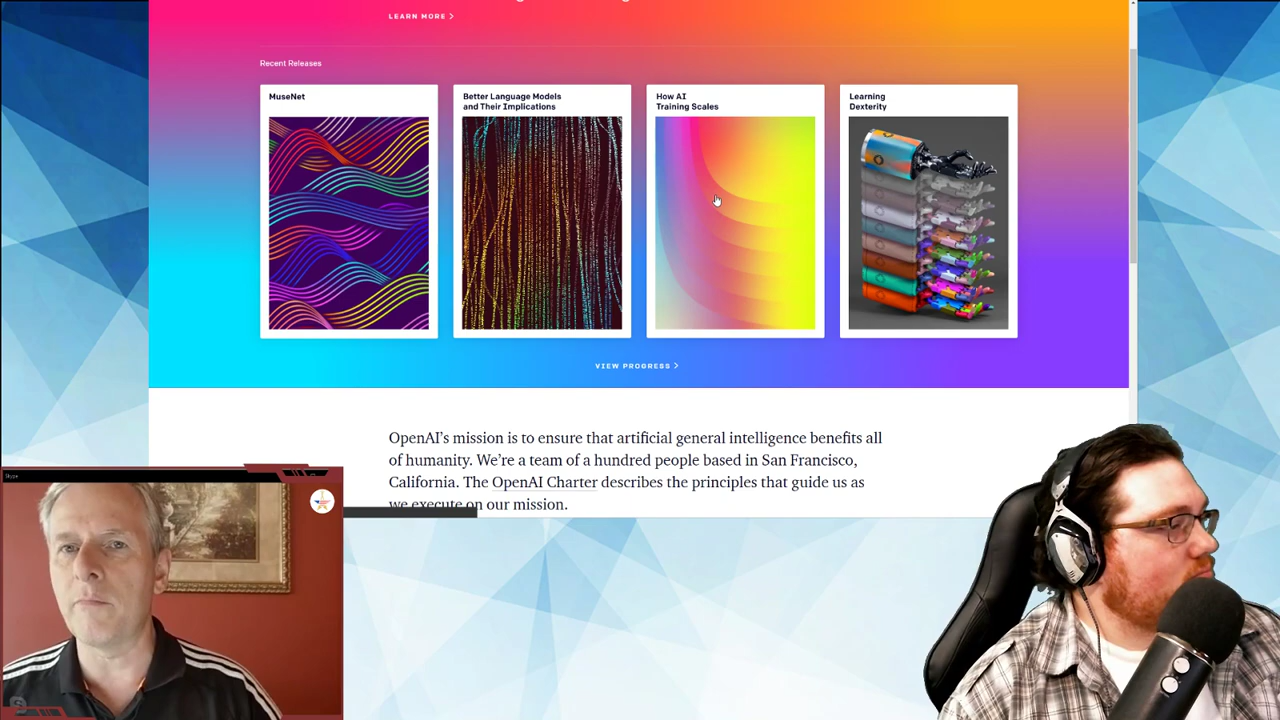 LEARN MORE >
Recent Releases
MuseNet
Better Language Models
and Their Implications
How AI
Training Scales
Learning
Dexterity
VIEW PROGRESS >
OpenAI's mission is to ensure that artificial general intelligence benefits all
of humanity. We're a team of a hundred people based in San Francisco,
California. The OpenAI Charter describes the principles that guide us as
we execute on our mission.
Skype